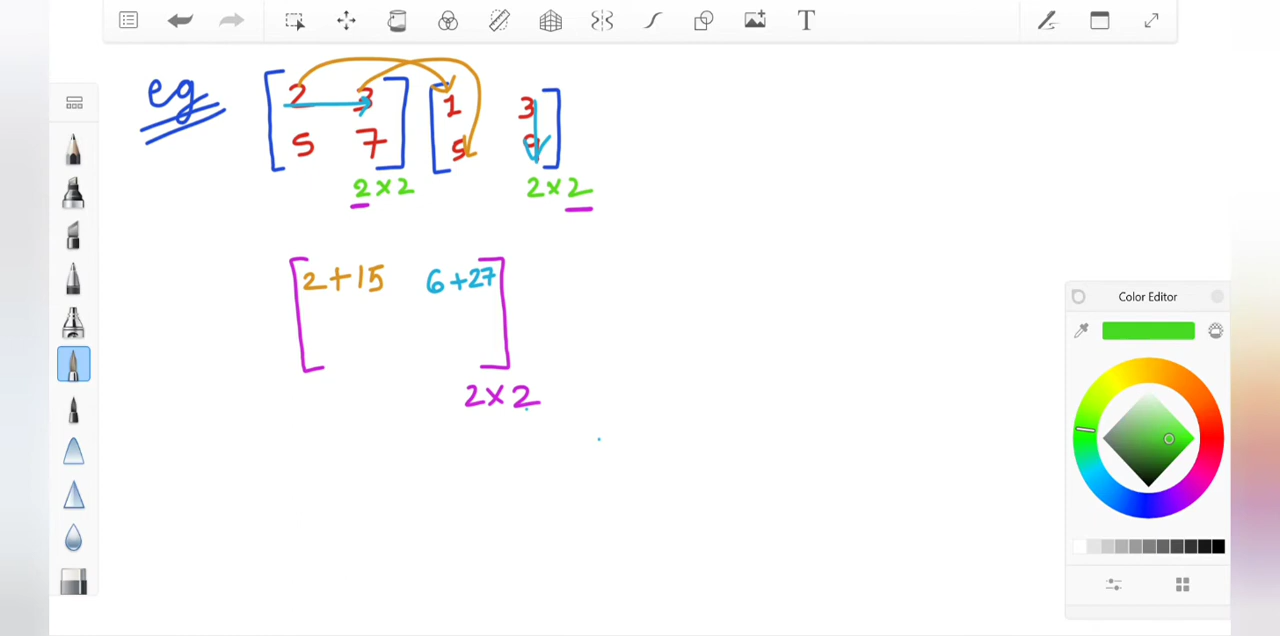 eg [2 3] [1 3]
[5 7] [5 9]
2×2 2×2
[2+15 6+27]
2×2
T
Color Editor